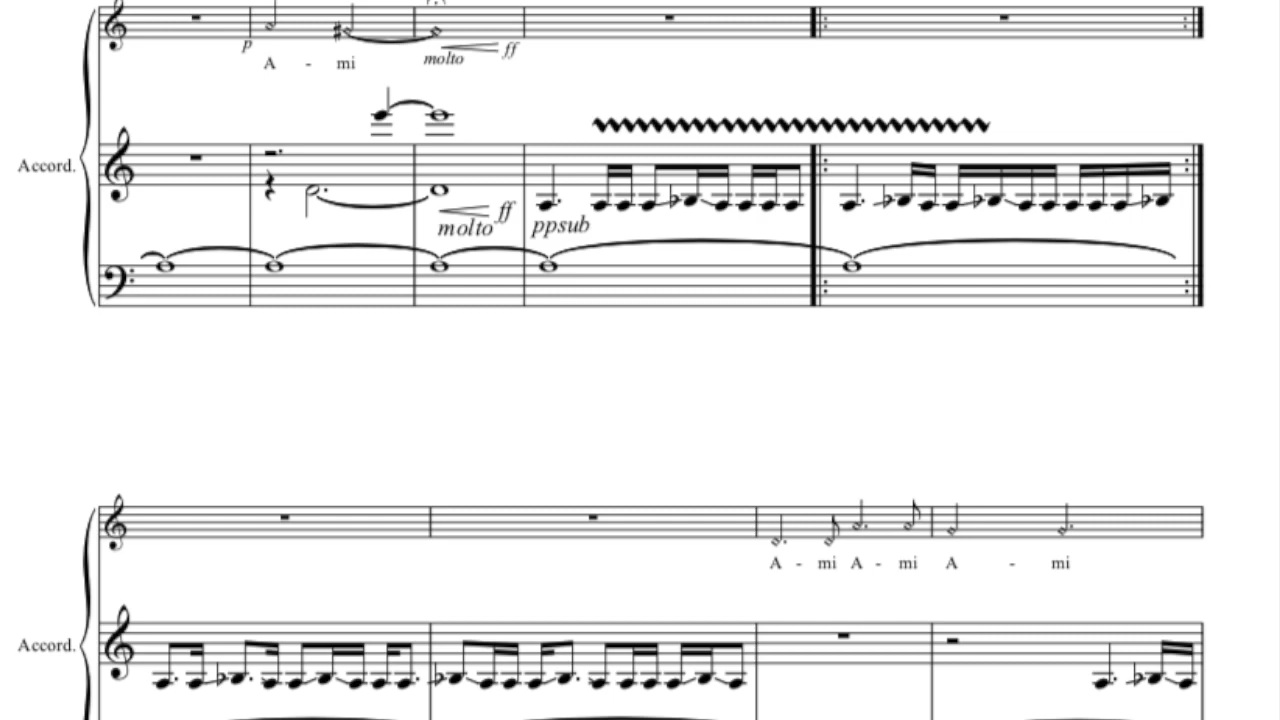 p
ff
A - mi
molto
Accord.
ff
molto
ppsub
A - mi A - mi A - mi
Accord.